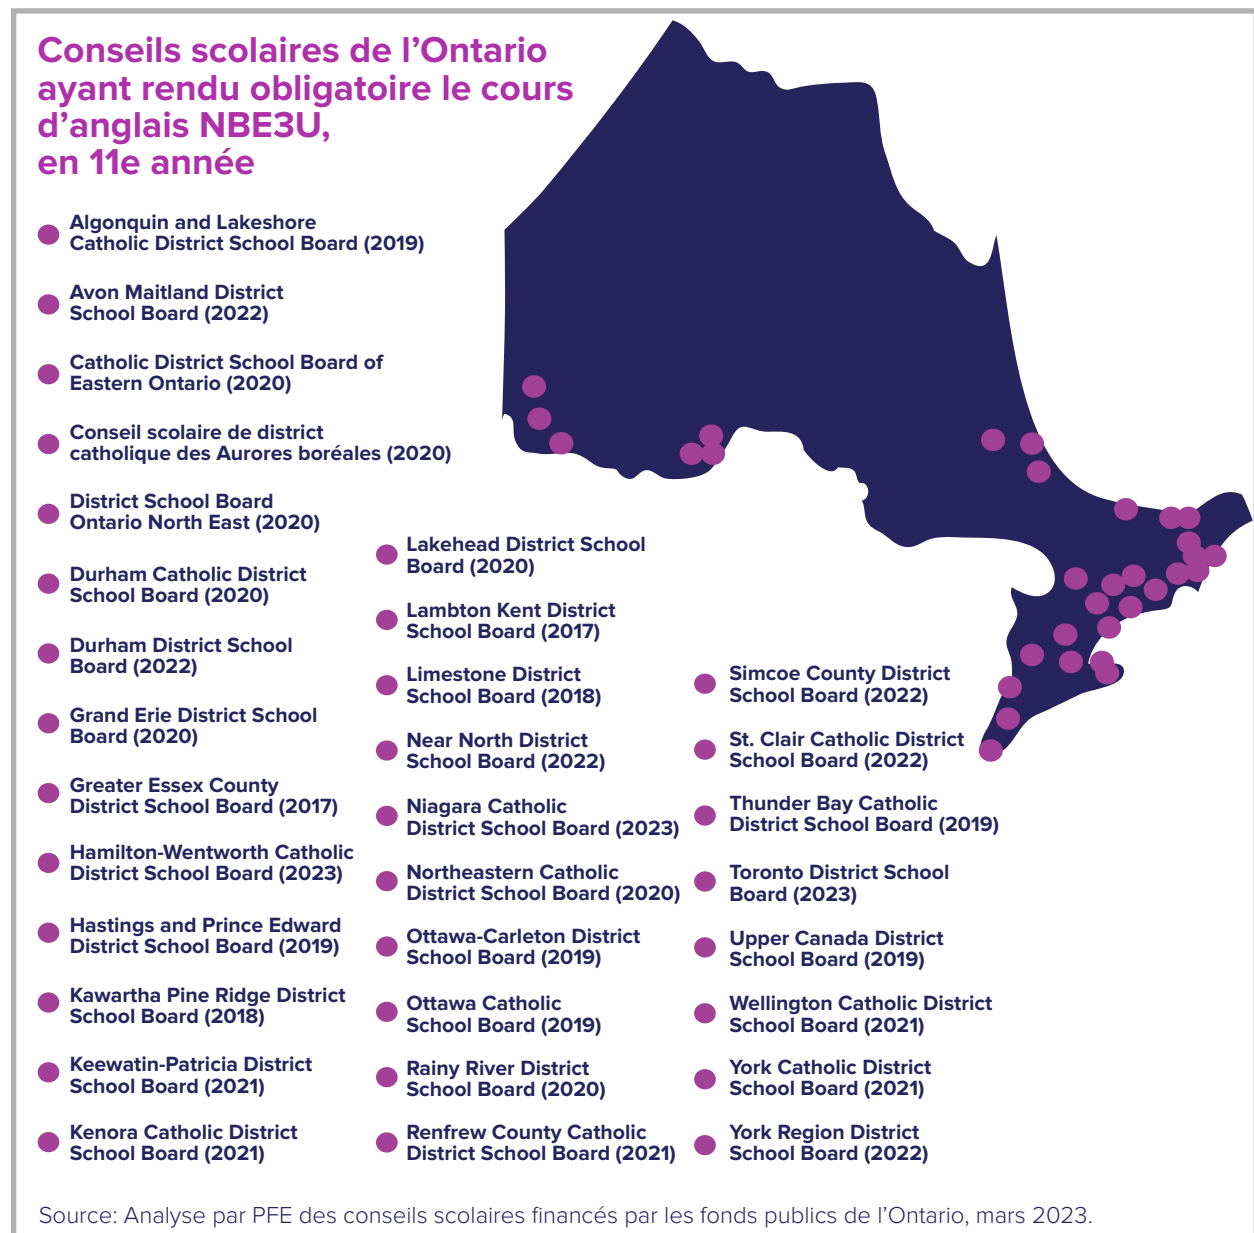 Conseils scolaires de l’Ontario
ayant rendu obligatoire le cours
d’anglais NBE3U,
en 11e année
Algonquin and Lakeshore
Catholic District School Board (2019)
Avon Maitland District
School Board (2022)
Catholic District School Board of
Eastern Ontario (2020)
Conseil scolaire de district
catholique des Aurores boréales (2020)
District School Board
Ontario North East (2020)
Durham Catholic District
School Board (2020)
Durham District School
Board (2022)
Grand Erie District School
Board (2020)
Greater Essex County
District School Board (2017)
Hamilton-Wentworth Catholic
District School Board (2023)
Hastings and Prince Edward
District School Board (2019)
Kawartha Pine Ridge District
School Board (2018)
Keewatin-Patricia District
School Board (2021)
Kenora Catholic District
School Board (2021)
Lakehead District School
Board (2020)
Lambton Kent District
School Board (2017)
Limestone District
School Board (2018)
Near North District
School Board (2022)
Niagara Catholic
District School Board (2023)
Northeastern Catholic
District School Board (2020)
Ottawa-Carleton District
School Board (2019)
Ottawa Catholic
School Board (2019)
Rainy River District
School Board (2020)
Renfrew County Catholic
District School Board (2021)
Simcoe County District
School Board (2022)
St. Clair Catholic District
School Board (2022)
Thunder Bay Catholic
District School Board (2019)
Toronto District School
Board (2023)
Upper Canada District
School Board (2019)
Wellington Catholic District
School Board (2021)
York Catholic District
School Board (2021)
York Region District
School Board (2022)
Source: Analyse par PFE des conseils scolaires financés par les fonds publics de l’Ontario, mars 2023.